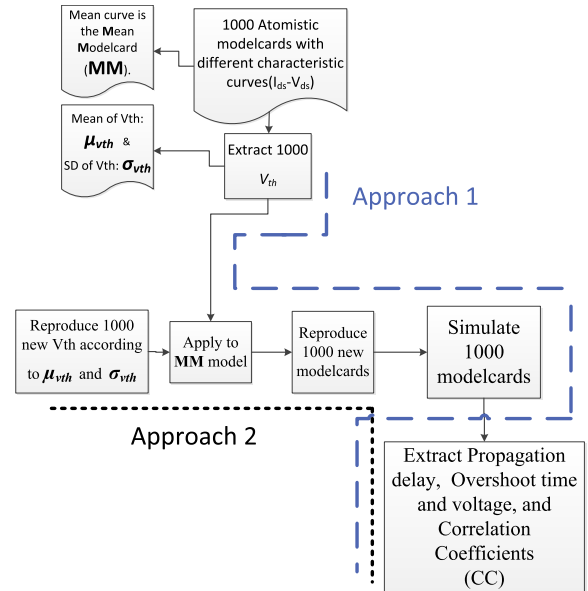 Mean curve is
the Mean
Modelcard
(MM).
1000 Atomistic
modelcards with
different characteristic
curves(Ids-Vds)
Mean of Vth:
μvth &
SD of Vth: σvth
Extract 1000
Vth
Approach 1
Reproduce 1000
new Vth according
to μvth and σvth
Apply to
MM model
Reproduce
1000 new
modelcards
Simulate
1000
modelcards
Approach 2
Extract Propagation
delay, Overshoot time
and voltage, and
Correlation
Coefficients
(CC)